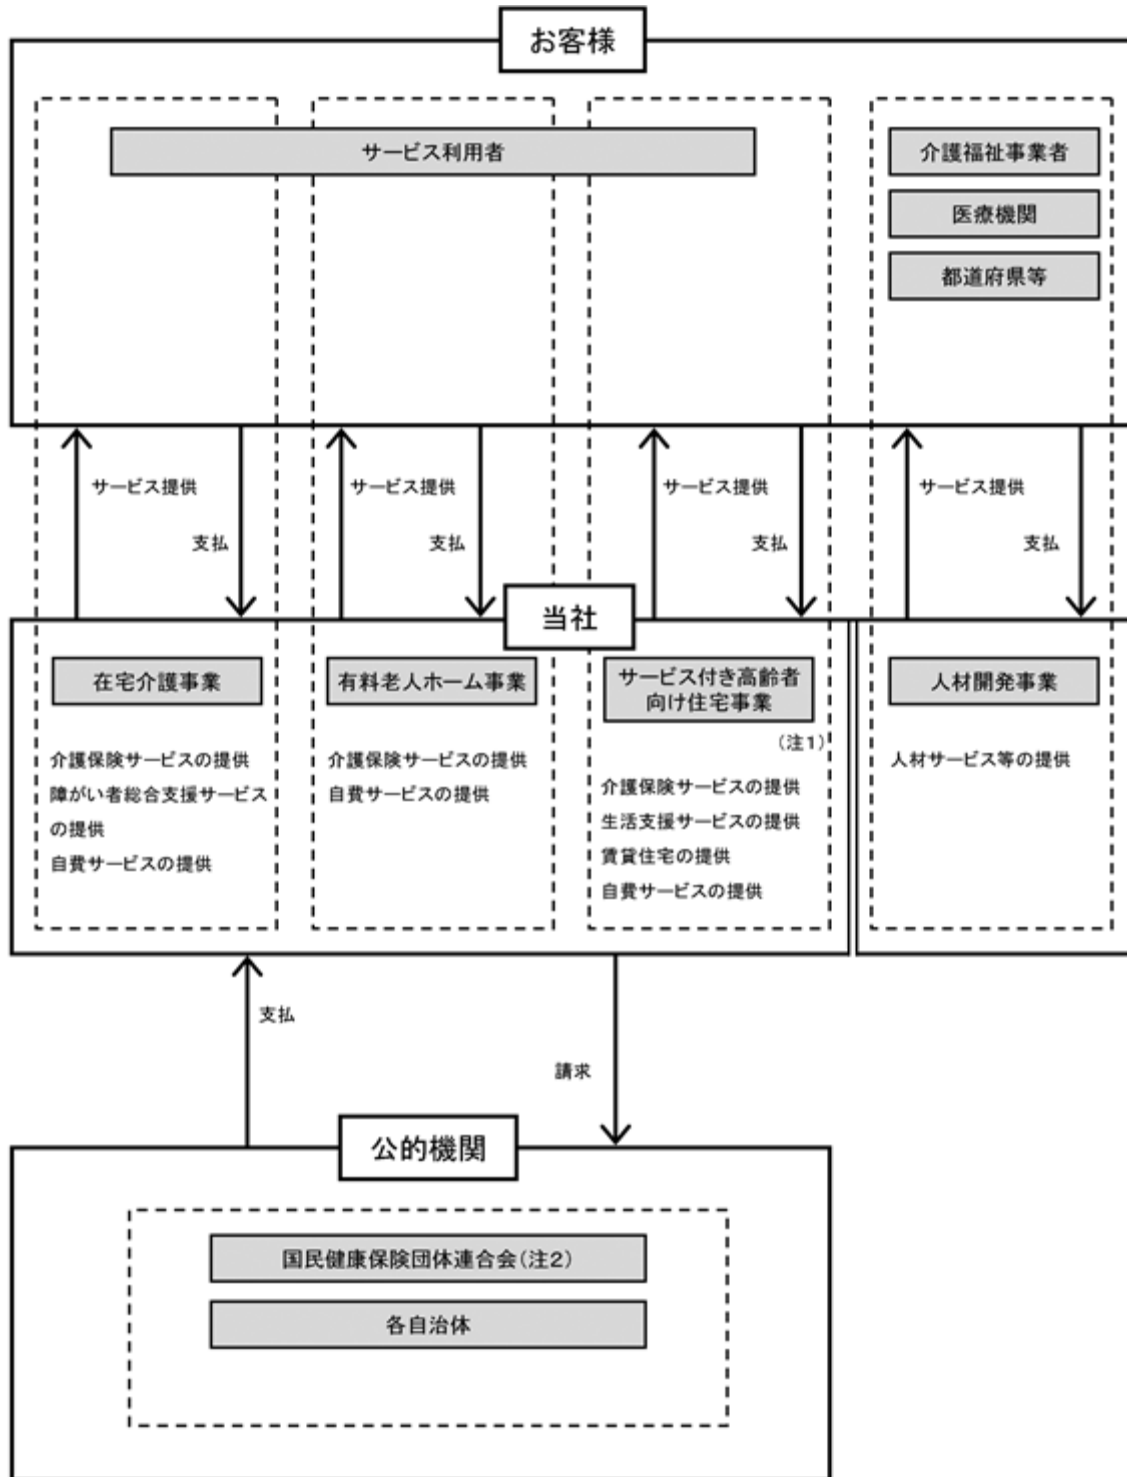 お客様
サービス利用者
介護福祉事業者
医療機関
都道府県等
サービス提供
支払
サービス提供
支払
サービス提供
支払
サービス提供
支払
当社
在宅介護事業
介護保険サービスの提供
障がい者総合支援サービス
の提供
自費サービスの提供
有料老人ホーム事業
介護保険サービスの提供
自費サービスの提供
サービス付き高齢者
向け住宅事業
(注1)
介護保険サービスの提供
生活支援サービスの提供
賃貸住宅の提供
自費サービスの提供
人材開発事業
人材サービス等の提供
支払
請求
公的機関
国民健康保険団体連合会(注2)
各自治体